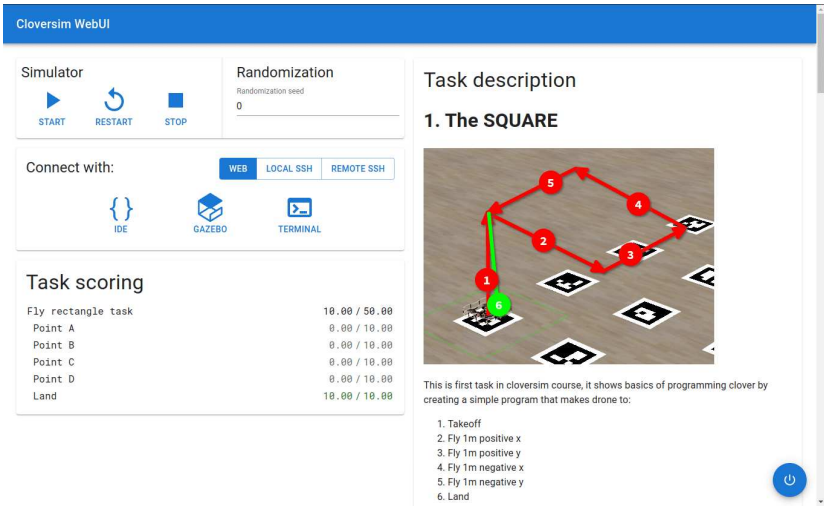 Cloversim WebUI
Simulator
START
RESTART
STOP
Randomization
Randomization seed
0
Connect with:
WEB
LOCAL SSH
REMOTE SSH
{ }
IDE
GAZEBO
>_
TERMINAL
Task scoring
Fly rectangle task 10.00 / 50.00
Point A 0.00 / 10.00
Point B 0.00 / 10.00
Point C 0.00 / 10.00
Point D 0.00 / 10.00
Land 10.00 / 10.00
Task description
1. The SQUARE
5
4
2
3
1
6
This is first task in cloversim course, it shows basics of programming clover by
creating a simple program that makes drone to:
1. Takeoff
2. Fly 1m positive x
3. Fly 1m positive y
4. Fly 1m negative x
5. Fly 1m negative y
6. Land